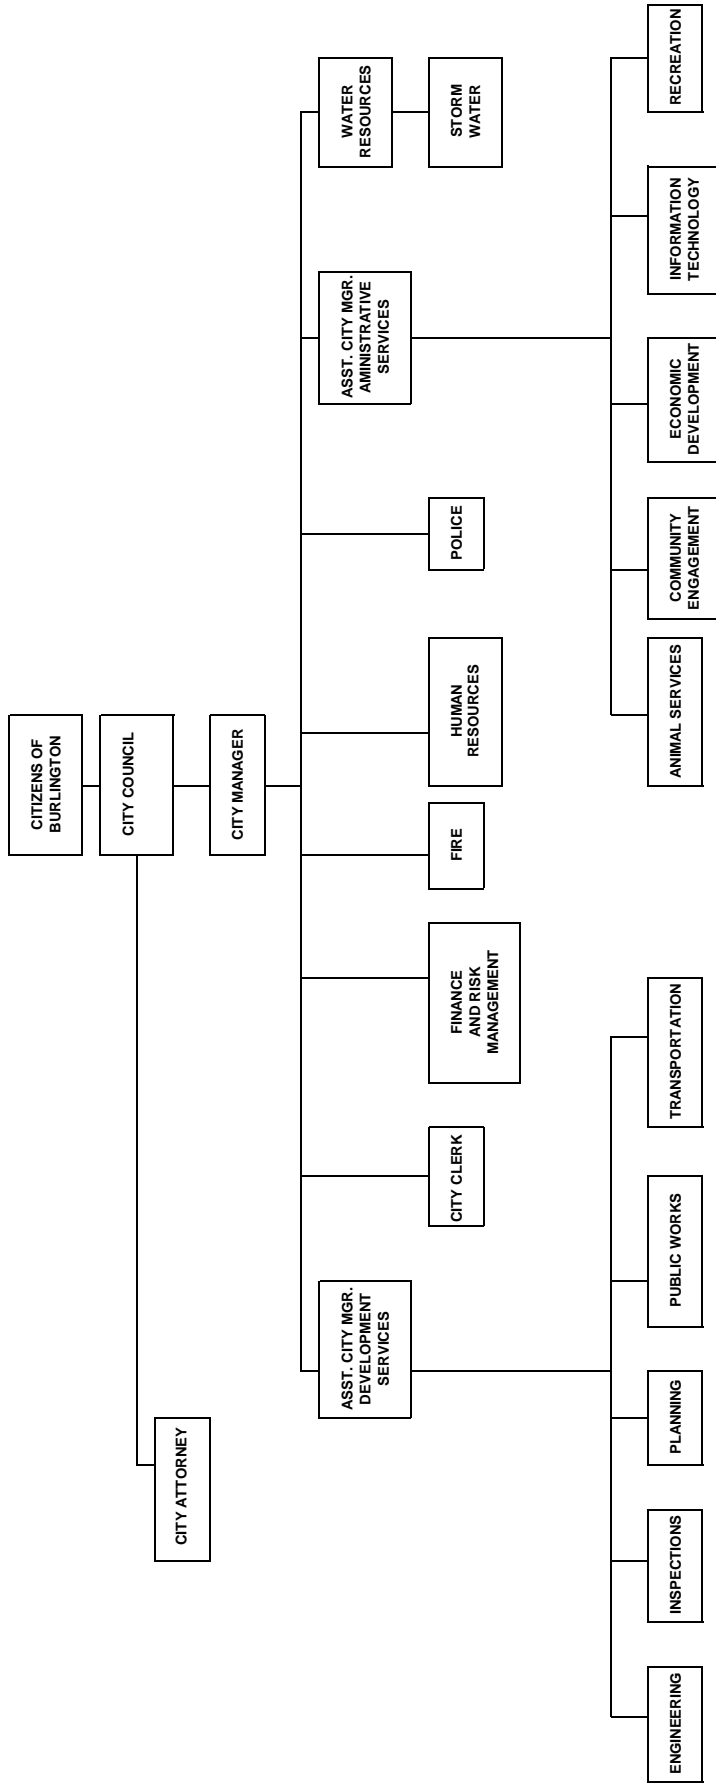 CITIZENS OF
BURLINGTON
CITY COUNCIL
CITY ATTORNEY
CITY MANAGER
ASST. CITY MGR.
DEVELOPMENT
SERVICES
ASST. CITY MGR.
AMINISTRATIVE
SERVICES
WATER
RESOURCES
CITY CLERK
FINANCE
AND RISK
MANAGEMENT
FIRE
HUMAN
RESOURCES
POLICE
STORM
WATER
ENGINEERING
INSPECTIONS
PLANNING
PUBLIC WORKS
TRANSPORTATION
ANIMAL SERVICES
COMMUNITY
ENGAGEMENT
ECONOMIC
DEVELOPMENT
INFORMATION
TECHNOLOGY
RECREATION